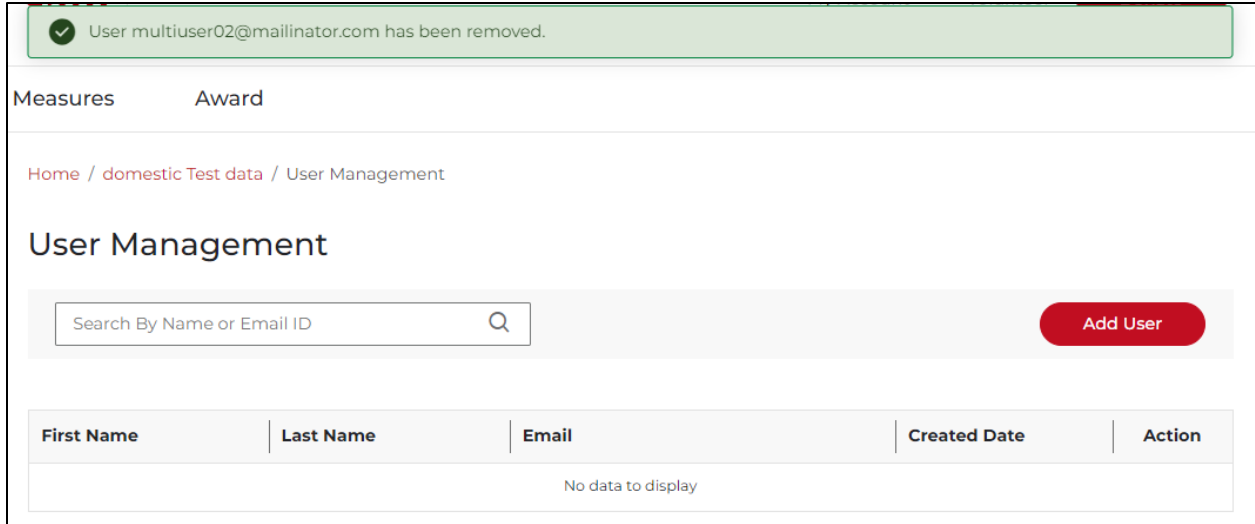 User multiuser02@mailinator.com has been removed.
Measures Award
Home / domestic Test data / User Management
User Management
Search By Name or Email ID
Add User
First Name Last Name Email Created Date Action
No data to display